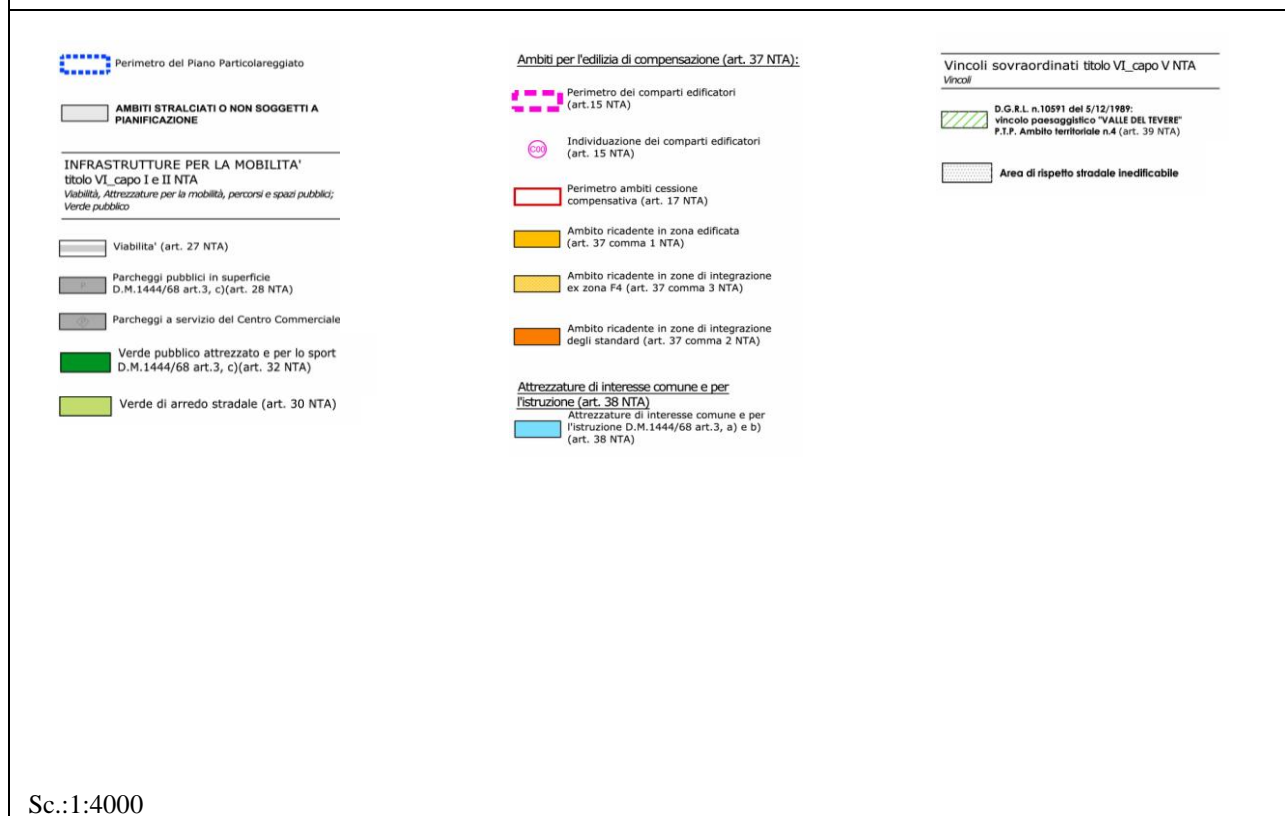 Perimetro del Piano Particolareggiato
AMBITI STRALCIATI O NON SOGGETTI A
PIANIFICAZIONE
INFRASTRUTTURE PER LA MOBILITA'
titolo VI_capo I e II NTA
Viabilità, Attrezzature per la mobilità, percorsi e spazi pubblici;
Verde pubblico
Viabilita' (art. 27 NTA)
P
Parcheggi pubblici in superficie
D.M.1444/68 art.3, c)(art. 28 NTA)
Parcheggi a servizio del Centro Commerciale
Verde pubblico attrezzato e per lo sport
D.M.1444/68 art.3, c)(art. 32 NTA)
Verde di arredo stradale (art. 30 NTA)
Ambiti per l'edilizia di compensazione (art. 37 NTA):
Perimetro dei comparti edificatori
(art.15 NTA)
C00
Individuazione dei comparti edificatori
(art. 15 NTA)
Perimetro ambiti cessione
compensativa (art. 17 NTA)
Ambito ricadente in zona edificata
(art. 37 comma 1 NTA)
Ambito ricadente in zone di integrazione
ex zona F4 (art. 37 comma 3 NTA)
Ambito ricadente in zone di integrazione
degli standard (art. 37 comma 2 NTA)
Attrezzature di interesse comune e per
l'istruzione (art. 38 NTA)
Attrezzature di interesse comune e per
l'istruzione D.M.1444/68 art.3, a) e b)
(art. 38 NTA)
Vincoli sovraordinati titolo VI_capo V NTA
Vincoli
D.G.R.L. n.10591 del 5/12/1989:
vincolo paesaggistico "VALLE DEL TEVERE"
P.T.P. Ambito territoriale n.4 (art. 39 NTA)
Area di rispetto stradale inedificabile
Sc.:1:4000